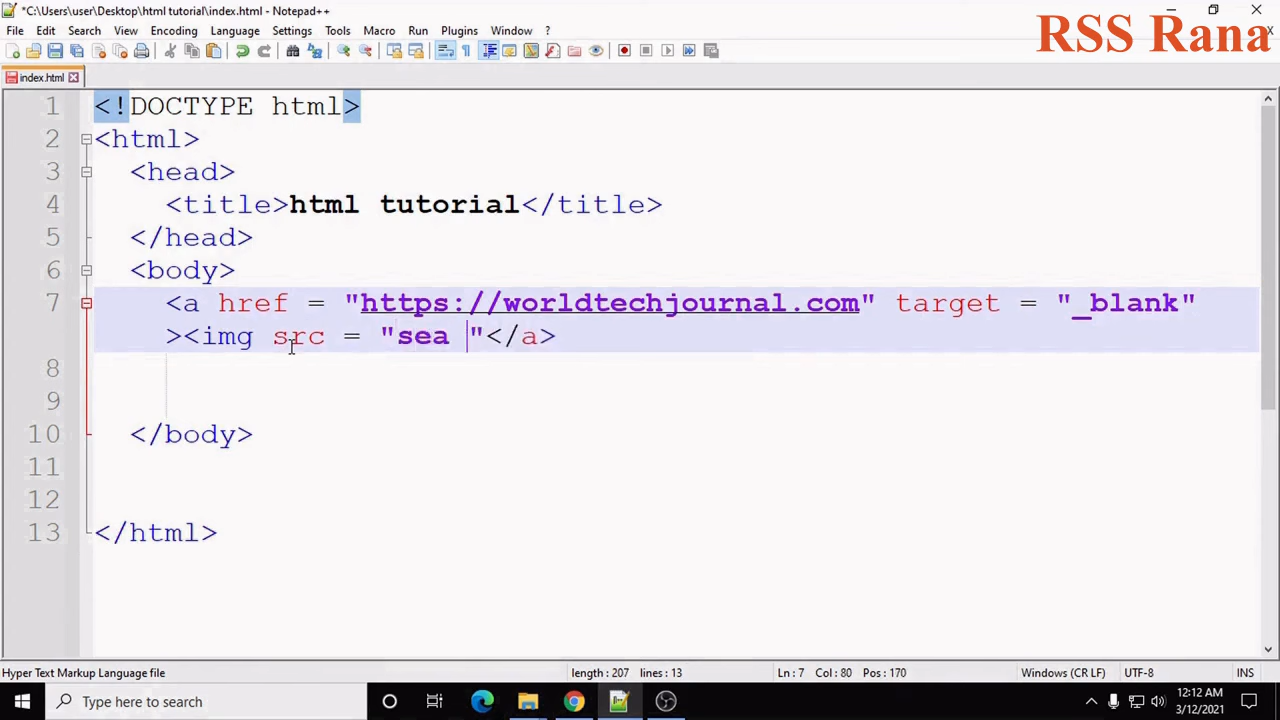 *C:\Users\user\Desktop\html tutorial\index.html - Notepad++
File Edit Search View Encoding Language Settings Tools Macro Run Plugins Window ?
RSS Rana
index.html
1 <!DOCTYPE html>
2 <html>
3 <head>
4 <title>html tutorial</title>
5 </head>
6 <body>
7 <a href = "https://worldtechjournal.com" target = "_blank"
><img src = "sea "</a>
8
9
10 </body>
11
12
13 </html>
Hyper Text Markup Language file length : 207 lines : 13 Ln : 7 Col : 80 Pos : 170 Windows (CR LF) UTF-8 INS
Type here to search
12:12 AM
3/12/2021